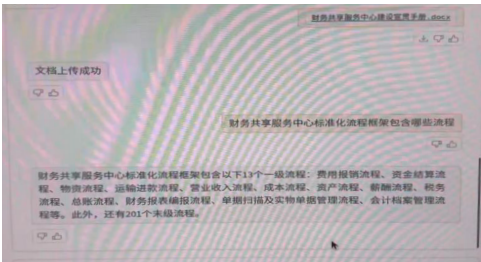 财务共享服务中心建设宣贯手册.docx
文档上传成功
财务共享服务中心标准化流程框架包含哪些流程
财务共享服务中心标准化流程框架包含以下13个一级流程：费用报销流程、资金结算流
程、物资流程、运输进款流程、营业收入流程、成本流程、资产流程、薪酬流程、税务
流程、总账流程、财务报表编报流程、单据扫描及实物单据管理流程、会计档案管理流
程等。此外，还有201个末级流程。